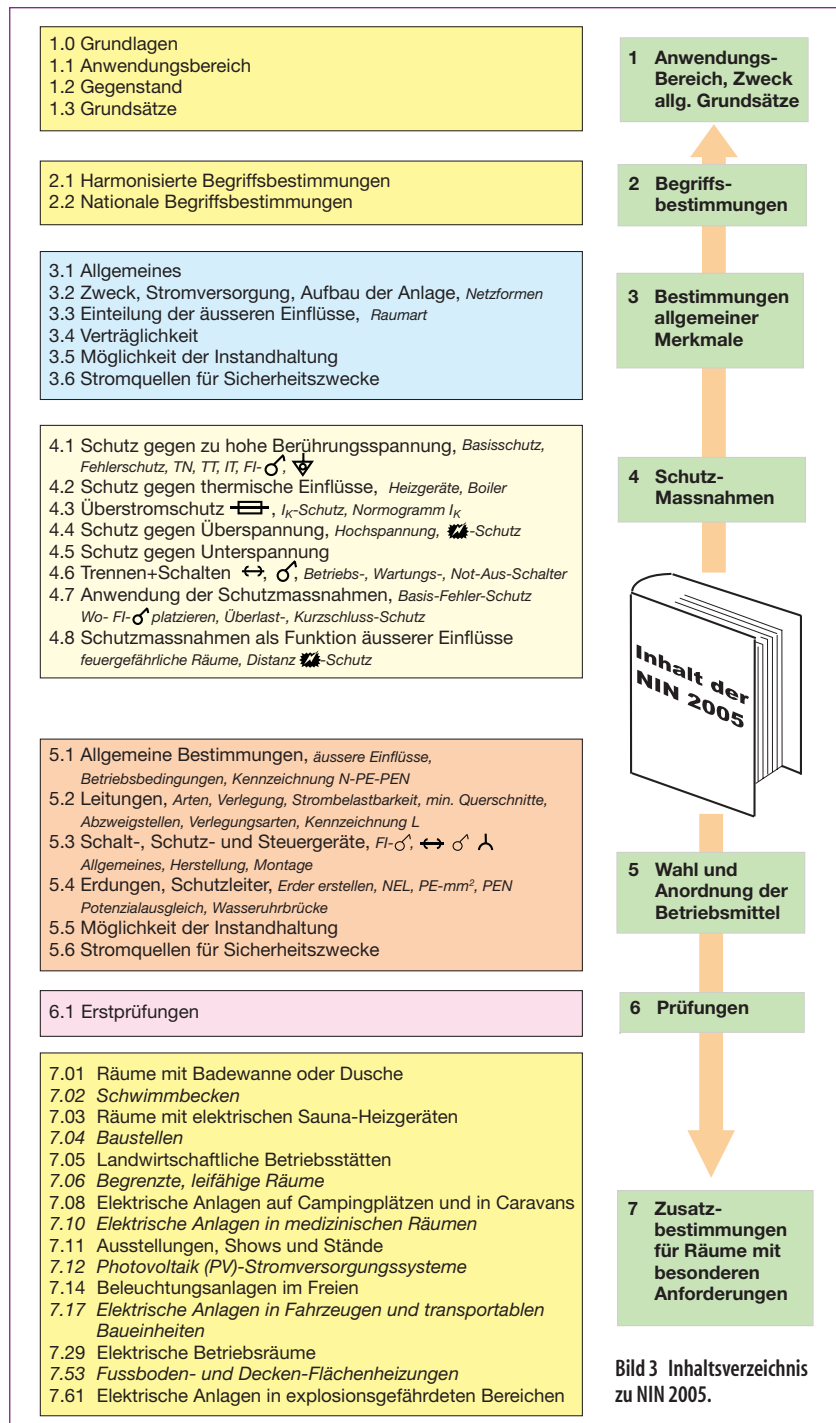 1.0 Grundlagen
1.1 Anwendungsbereich
1.2 Gegenstand
1.3 Grundsätze
1 Anwendungs-
Bereich, Zweck
allg. Grundsätze
2.1 Harmonisierte Begriffsbestimmungen
2.2 Nationale Begriffsbestimmungen
2 Begriffs-
bestimmungen
3.1 Allgemeines
3.2 Zweck, Stromversorgung, Aufbau der Anlage, Netzformen
3.3 Einteilung der äusseren Einflüsse, Raumart
3.4 Verträglichkeit
3.5 Möglichkeit der Instandhaltung
3.6 Stromquellen für Sicherheitszwecke
3 Bestimmungen
allgemeiner
Merkmale
4.1 Schutz gegen zu hohe Berührungsspannung, Basisschutz,
Fehlerschutz, TN, TT, IT, FI- ,
4.2 Schutz gegen thermische Einflüsse, Heizgeräte, Boiler
4.3 Überstromschutz , IK-Schutz, Normogramm IK
4.4 Schutz gegen Überspannung, Hochspannung, -Schutz
4.5 Schutz gegen Unterspannung
4.6 Trennen+Schalten , , Betriebs-, Wartungs-, Not-Aus-Schalter
4.7 Anwendung der Schutzmassnahmen, Basis-Fehler-Schutz
Wo- FI- platzieren, Überlast-, Kurzschluss-Schutz
4.8 Schutzmassnahmen als Funktion äusserer Einflüsse
feuergefährliche Räume, Distanz -Schutz
4 Schutz-
Massnahmen
Inhalt der
NIN 2005
5.1 Allgemeine Bestimmungen, äussere Einflüsse,
Betriebsbedingungen, Kennzeichnung N-PE-PEN
5.2 Leitungen, Arten, Verlegung, Strombelastbarkeit, min. Querschnitte,
Abzweigstellen, Verlegungsarten, Kennzeichnung L
5.3 Schalt-, Schutz- und Steuergeräte, FI- ,
Allgemeines, Herstellung, Montage
5.4 Erdungen, Schutzleiter, Erder erstellen, NEL, PE-mm², PEN
Potenzialausgleich, Wasseruhrbrücke
5.5 Möglichkeit der Instandhaltung
5.6 Stromquellen für Sicherheitszwecke
5 Wahl und
Anordnung der
Betriebsmittel
6.1 Erstprüfungen
6 Prüfungen
7.01 Räume mit Badewanne oder Dusche
7.02 Schwimmbecken
7.03 Räume mit elektrischen Sauna-Heizgeräten
7.04 Baustellen
7.05 Landwirtschaftliche Betriebsstätten
7.06 Begrenzte, leifähige Räume
7.08 Elektrische Anlagen auf Campingplätzen und in Caravans
7.10 Elektrische Anlagen in medizinischen Räumen
7.11 Ausstellungen, Shows und Stände
7.12 Photovoltaik (PV)-Stromversorgungssysteme
7.14 Beleuchtungsanlagen im Freien
7.17 Elektrische Anlagen in Fahrzeugen und transportablen
Baueinheiten
7.29 Elektrische Betriebsräume
7.53 Fussboden- und Decken-Flächenheizungen
7.61 Elektrische Anlagen in explosionsgefährdeten Bereichen
7 Zusatz-
bestimmungen
für Räume mit
besonderen
Anforderungen
Bild 3 Inhaltsverzeichnis
zu NIN 2005.